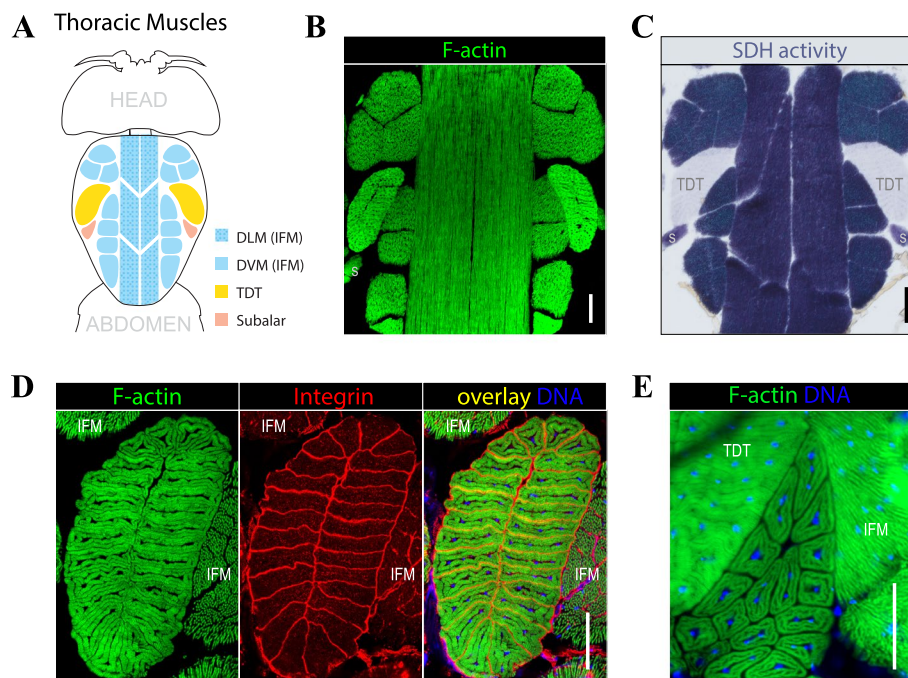 A Thoracic Muscles
HEAD
ABDOMEN
DLM (IFM)
DVM (IFM)
TDT
Subalar
B
F-actin
S
C
SDH activity
TDT
TDT
S
S
D
F-actin
Integrin
overlay DNA
IFM
IFM
IFM
IFM
IFM
E
F-actin DNA
TDT
IFM